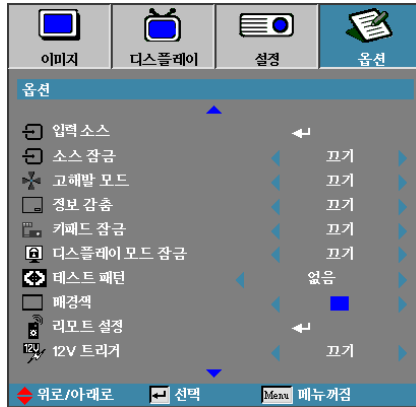 이미지 디스플레이 설정 옵션
옵션
입력 소스
소스 잠금 끄기
고해발 모드 끄기
정보 감춤 끄기
키패드 잠금 끄기
디스플레이 모드 잠금 끄기
테스트 패턴 없음
배경색
리모트 설정
12V 12V 트리거 끄기
위로/아래로 선택 Menu 메뉴꺼짐